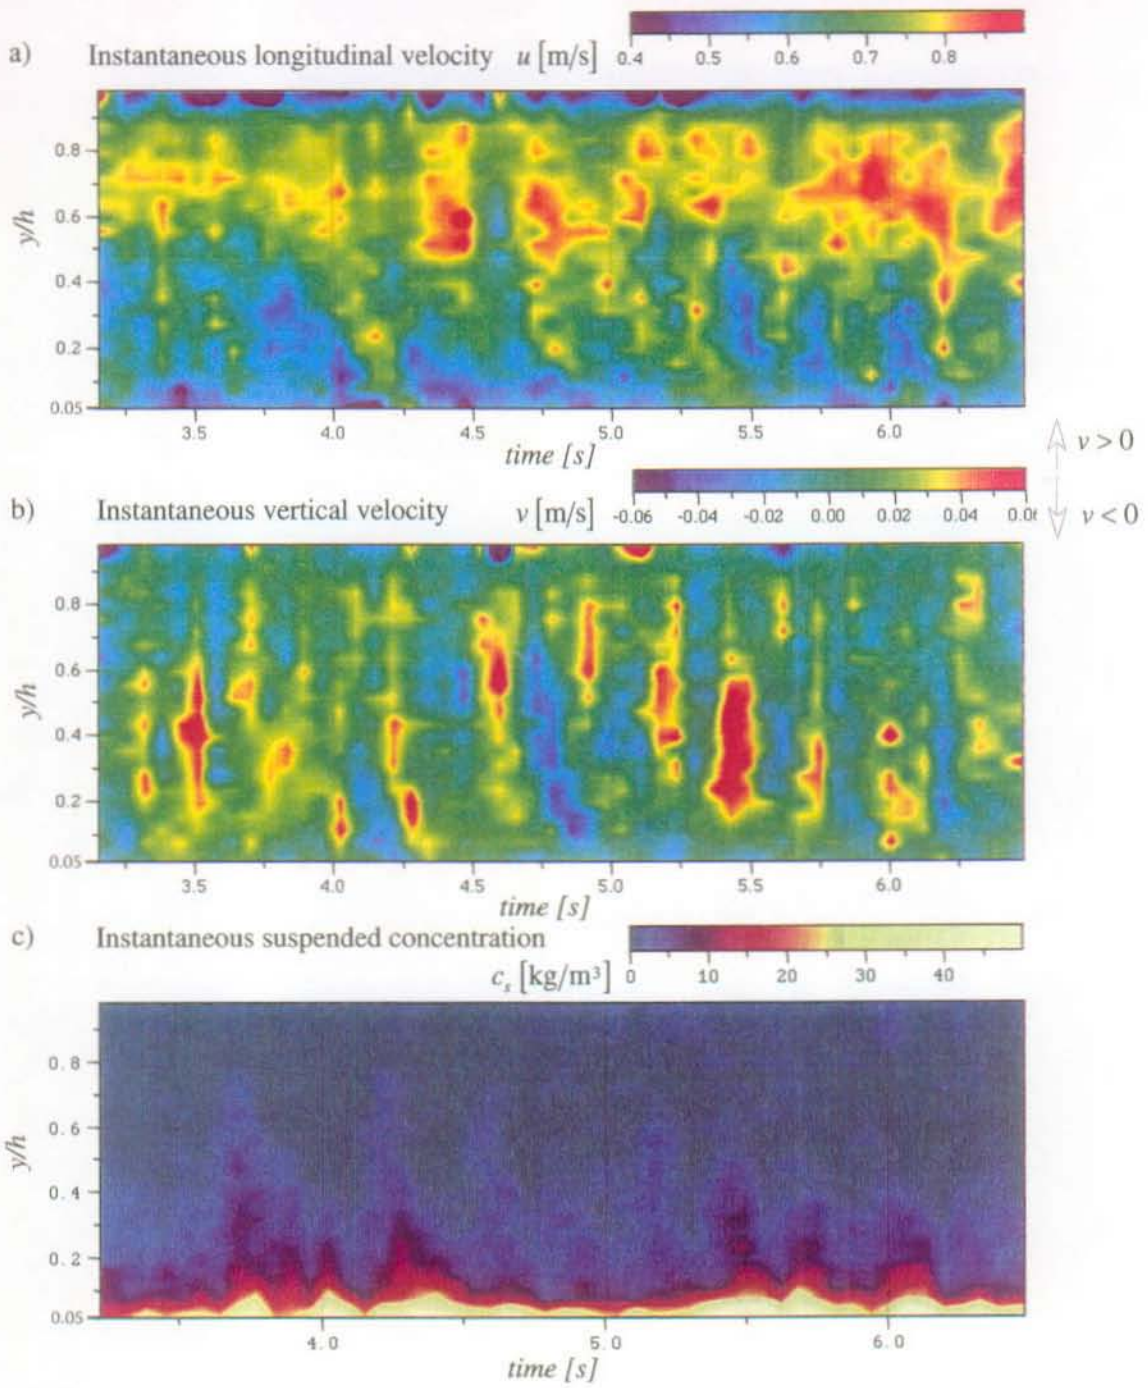 a) Instantaneous longitudinal velocity u [m/s]
0.4 0.5 0.6 0.7 0.8
y/h
0.8
0.6
0.4
0.2
0.05
3.5 4.0 4.5 5.0 5.5 6.0
time [s]
v > 0
v < 0
b) Instantaneous vertical velocity v [m/s]
-0.06 -0.04 -0.02 0.00 0.02 0.04 0.0
y/h
0.8
0.6
0.4
0.2
0.05
3.5 4.0 4.5 5.0 5.5 6.0
time [s]
c) Instantaneous suspended concentration
cₛ [kg/m³] 0 10 20 30 40
y/h
0.8
0.6
0.4
0.2
0.05
4.0 5.0 6.0
time [s]